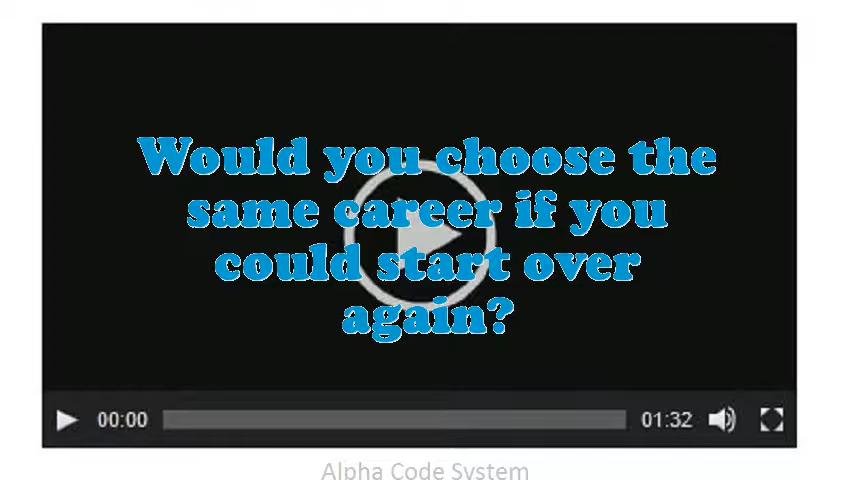 Would you choose the
same career if you
could start over
again?
00:00
01:32
Alpha Code System